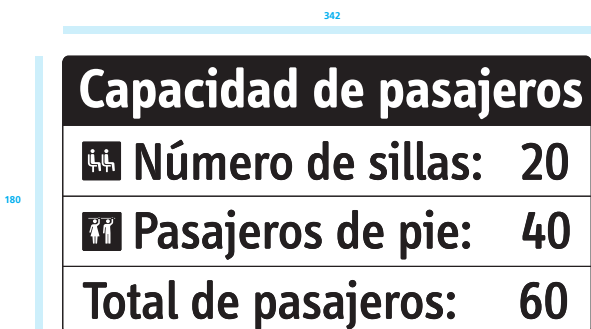 342
Capacidad de pasajeros
180
Número de sillas: 20
Pasajeros de pie: 40
Total de pasajeros: 60